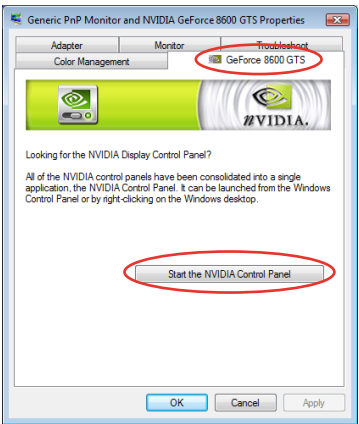 Generic PnP Monitor and NVIDIA GeForce 8600 GTS Properties
Adapter Monitor Troubleshoot
Color Management GeForce 8600 GTS
NVIDIA.
Looking for the NVIDIA Display Control Panel?
All of the NVIDIA control panels have been consolidated into a single
application, the NVIDIA Control Panel. It can be launched from the Windows
Control Panel or by right-clicking on the Windows desktop.
Start the NVIDIA Control Panel
OK Cancel Apply